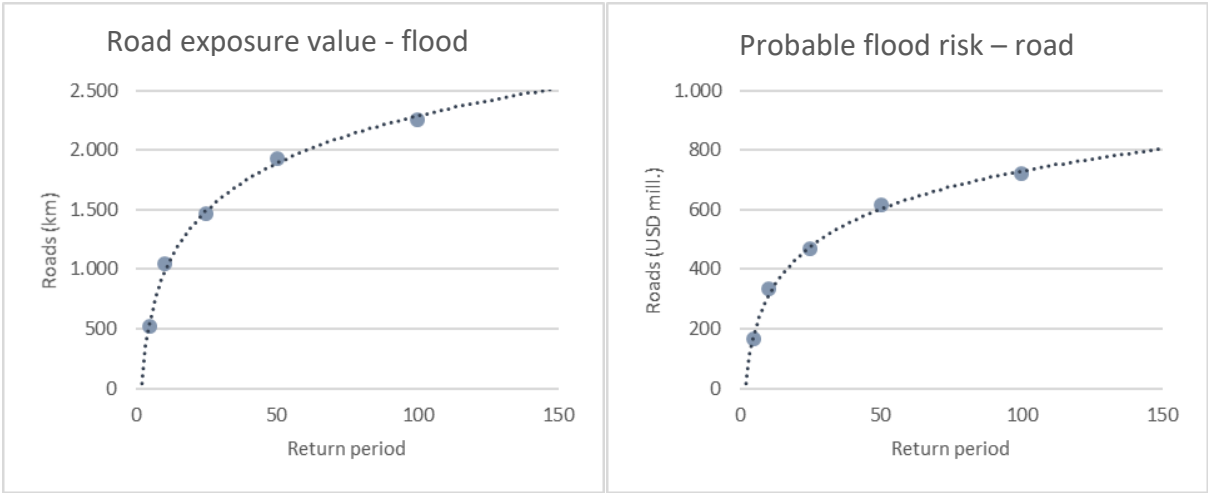 Road exposure value - flood
2.500
2.000
1.500
1.000
500
0
Roads (km)
0 50 100 150
Return period
Probable flood risk – road
1.000
800
600
400
200
0
Roads (USD mill.)
0 50 100 150
Return period